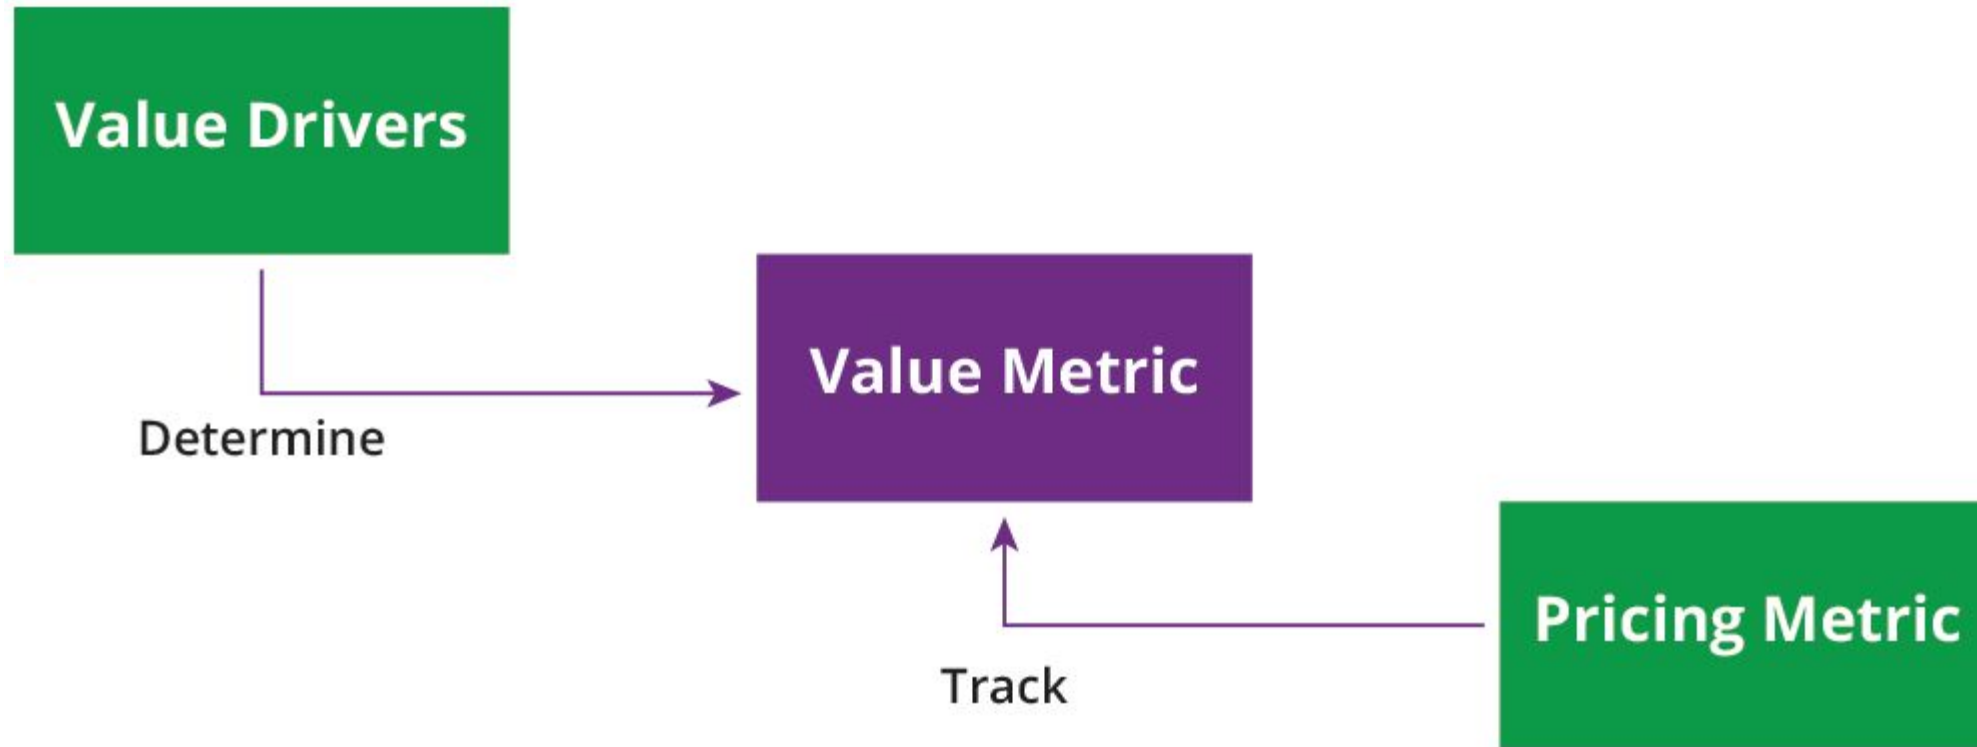 Value Drivers
Determine
Value Metric
Track
Pricing Metric